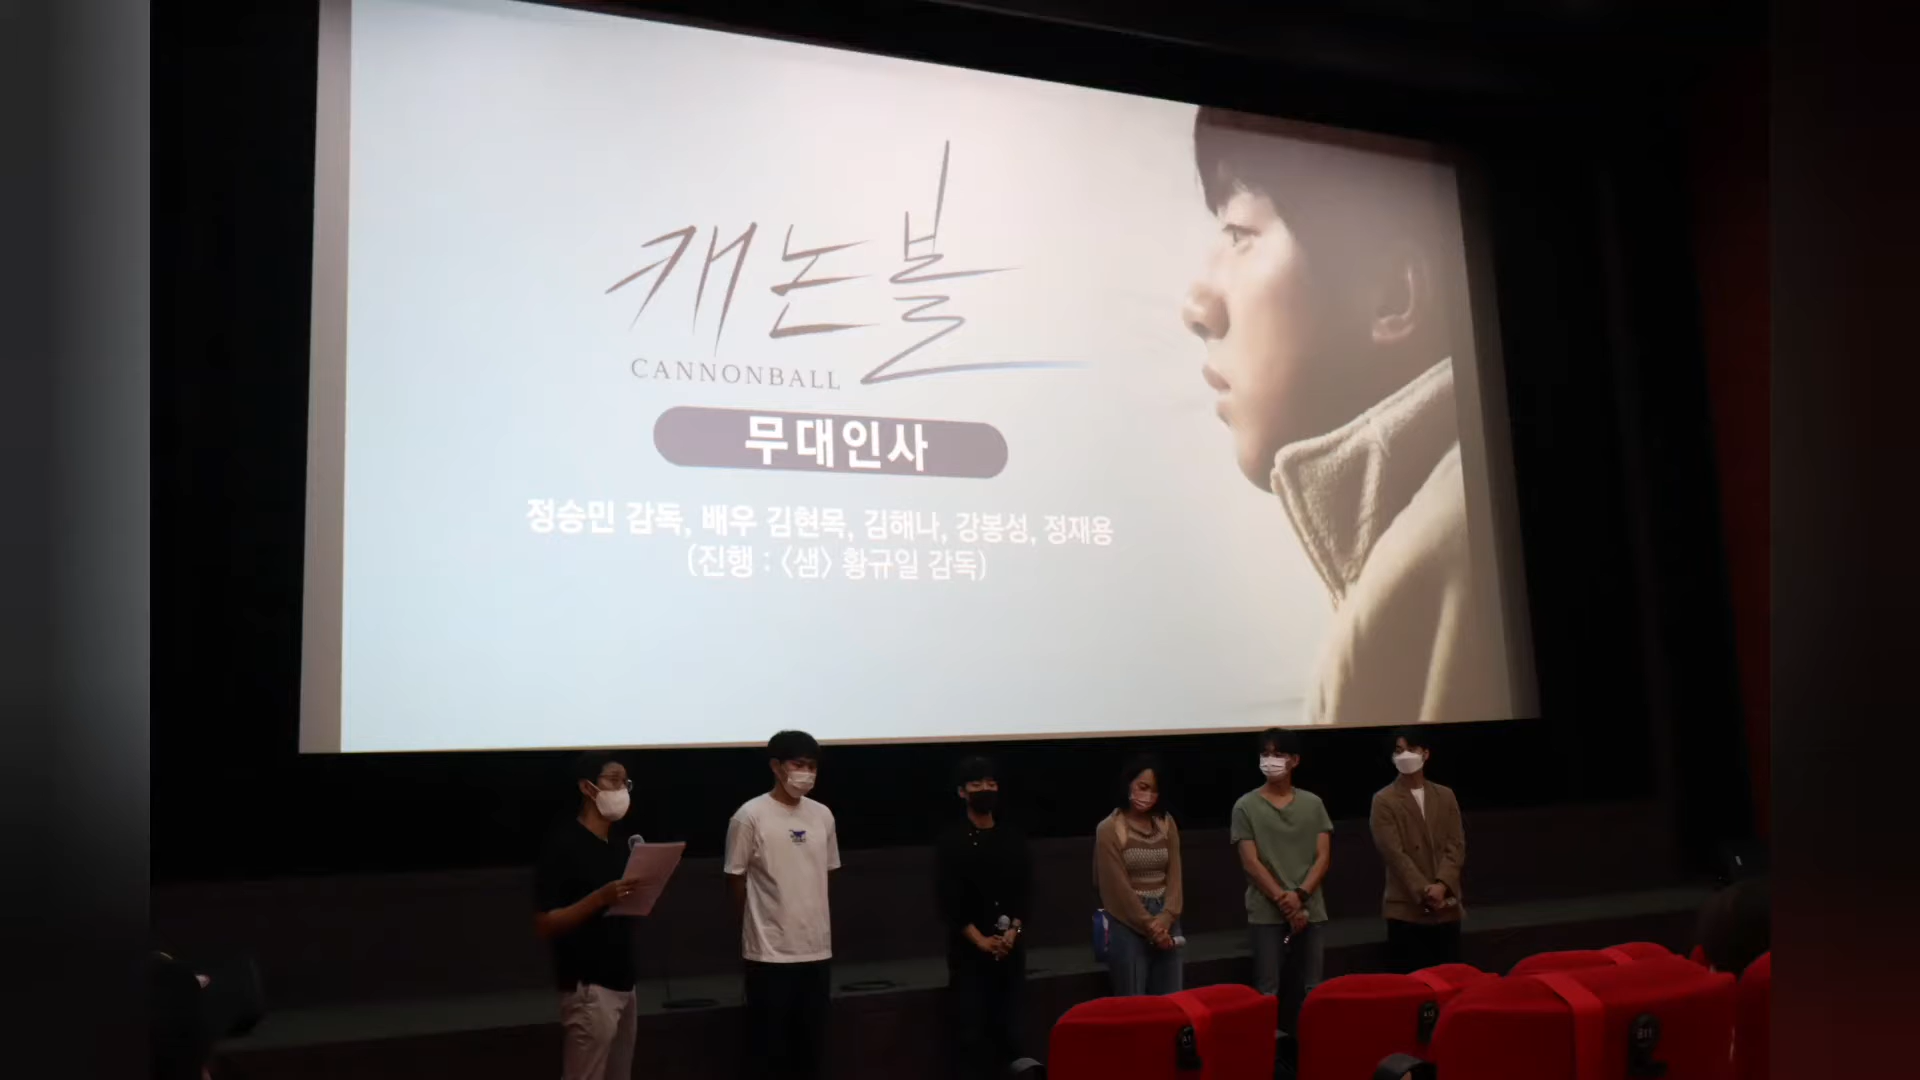 캐논볼
CANNONBALL
무대인사
정승민 감독, 배우 김현목, 김해나, 강봉성, 정재용
(진행 : 〈샘〉 황규일 감독)